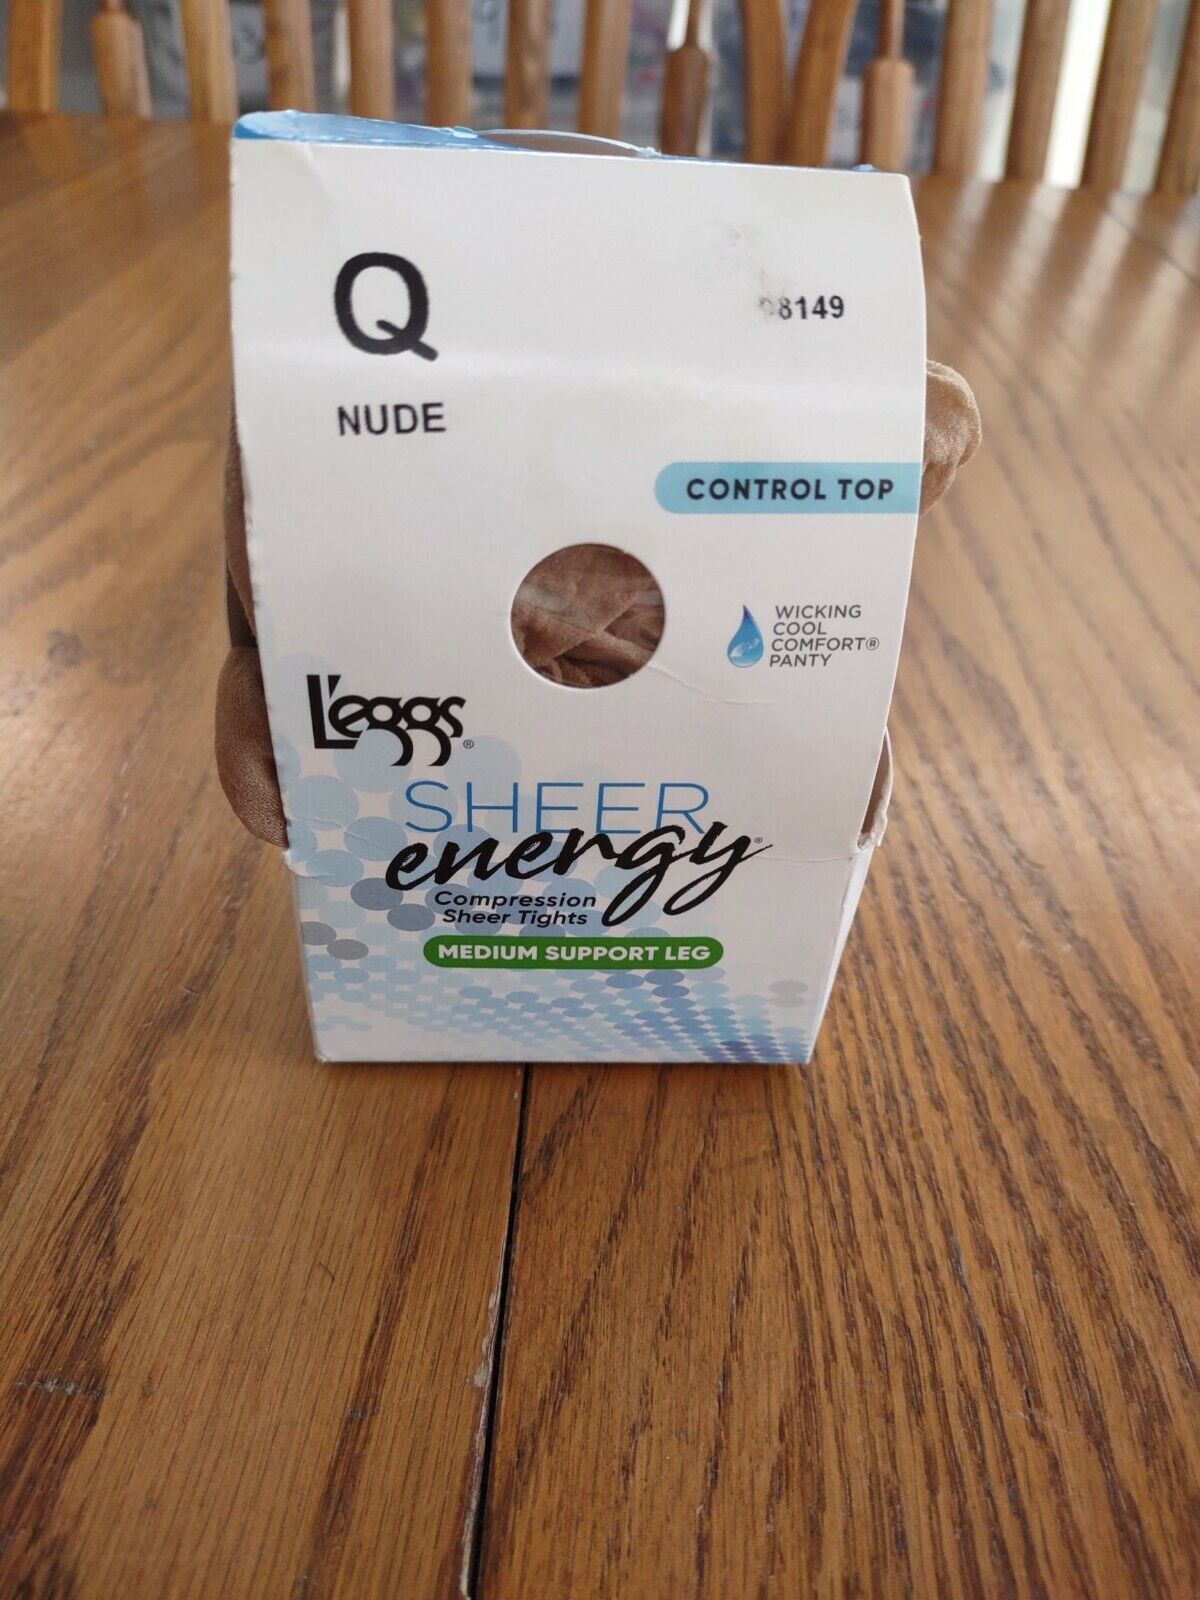 Q
8149
NUDE
CONTROL TOP
WICKING
COOL
COMFORT®
PANTY
L'eggs®
SHEER
energy®
Compression
Sheer Tights
MEDIUM SUPPORT LEG